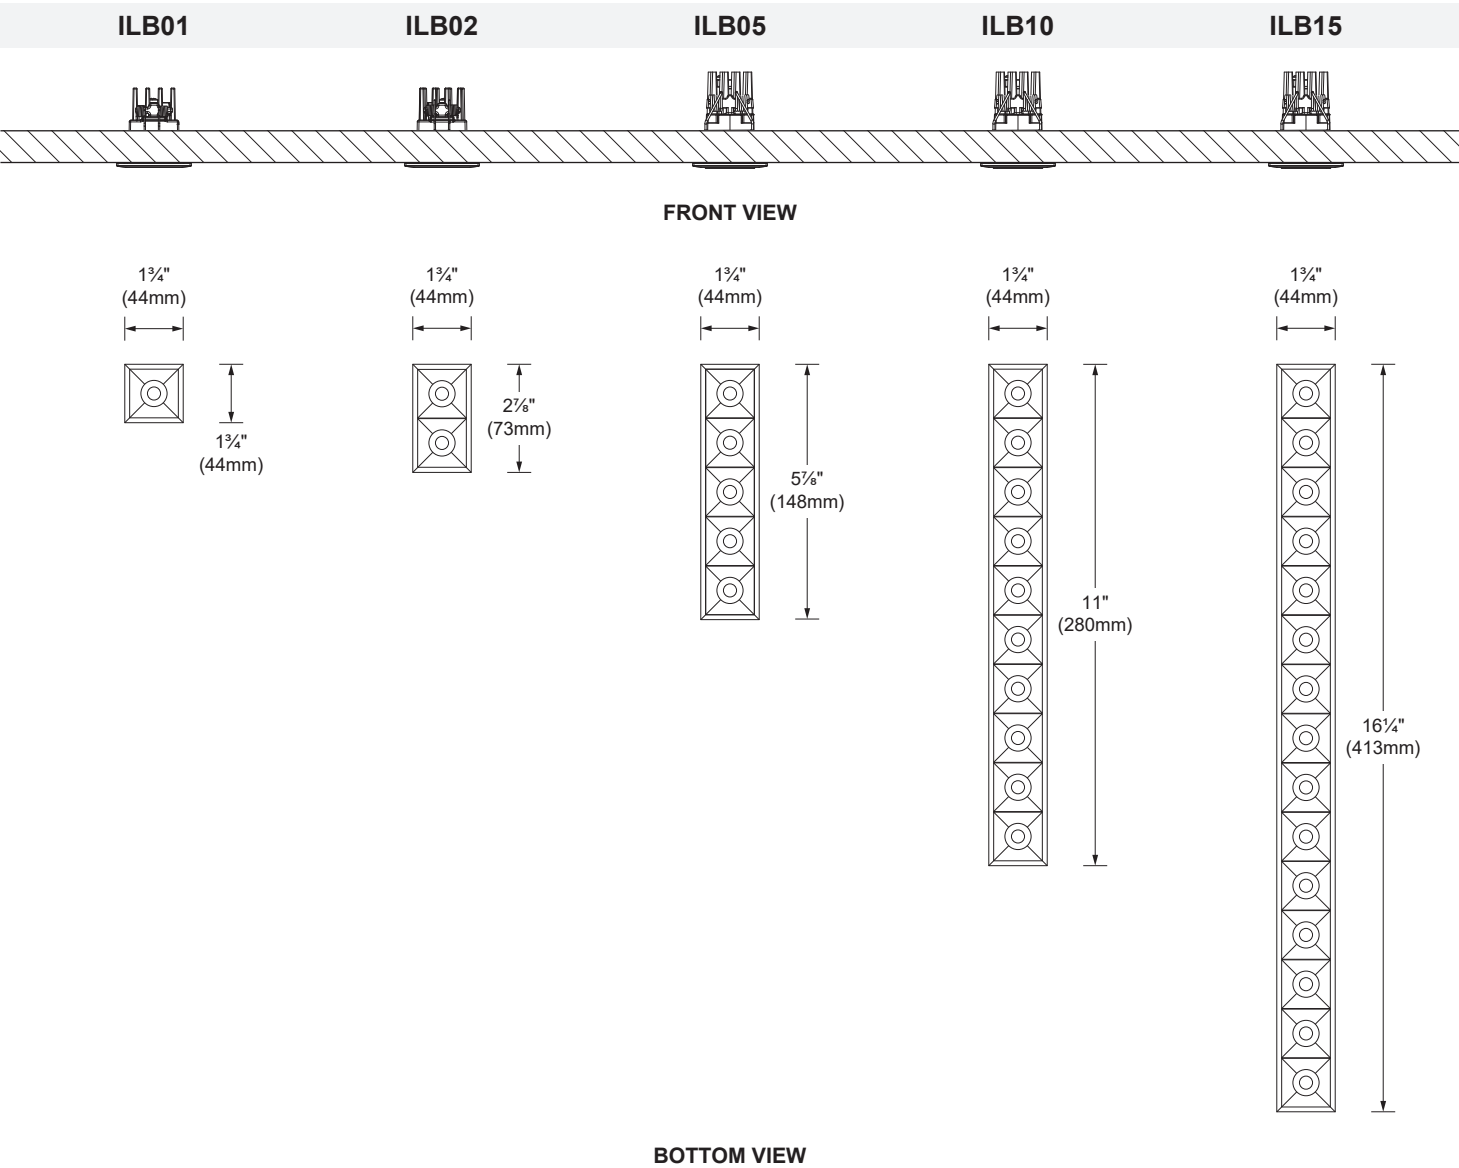 ILB01 ILB02 ILB05 ILB10 ILB15
FRONT VIEW
1¾" 1¾" 1¾" 1¾" 1¾"
(44mm) (44mm) (44mm) (44mm) (44mm)
1¾"
(44mm)
2⅞"
(73mm)
5⅞"
(148mm)
11"
(280mm)
16¼"
(413mm)
BOTTOM VIEW